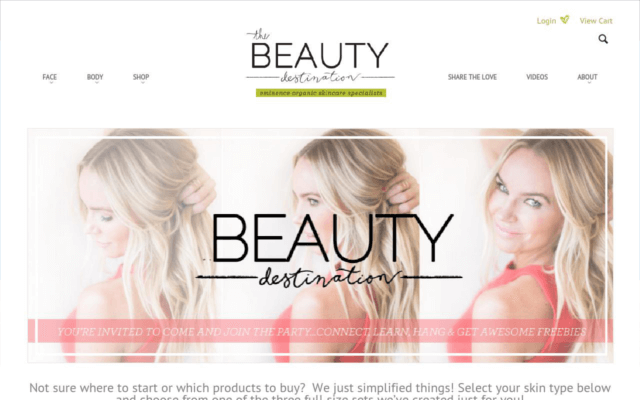 Login View Cart
the
BEAUTY
destination
eminence organic skincare specialists
FACE BODY SHOP SHARE THE LOVE VIDEOS ABOUT
BEAUTY
destination
YOU'RE INVITED TO COME AND JOIN THE PARTY...CONNECT, LEARN, HANG & GET AWESOME FREEBIES
Not sure where to start or which products to buy? We just simplified things! Select your skin type below
and choose from one of the three full size sets we've created just for you!